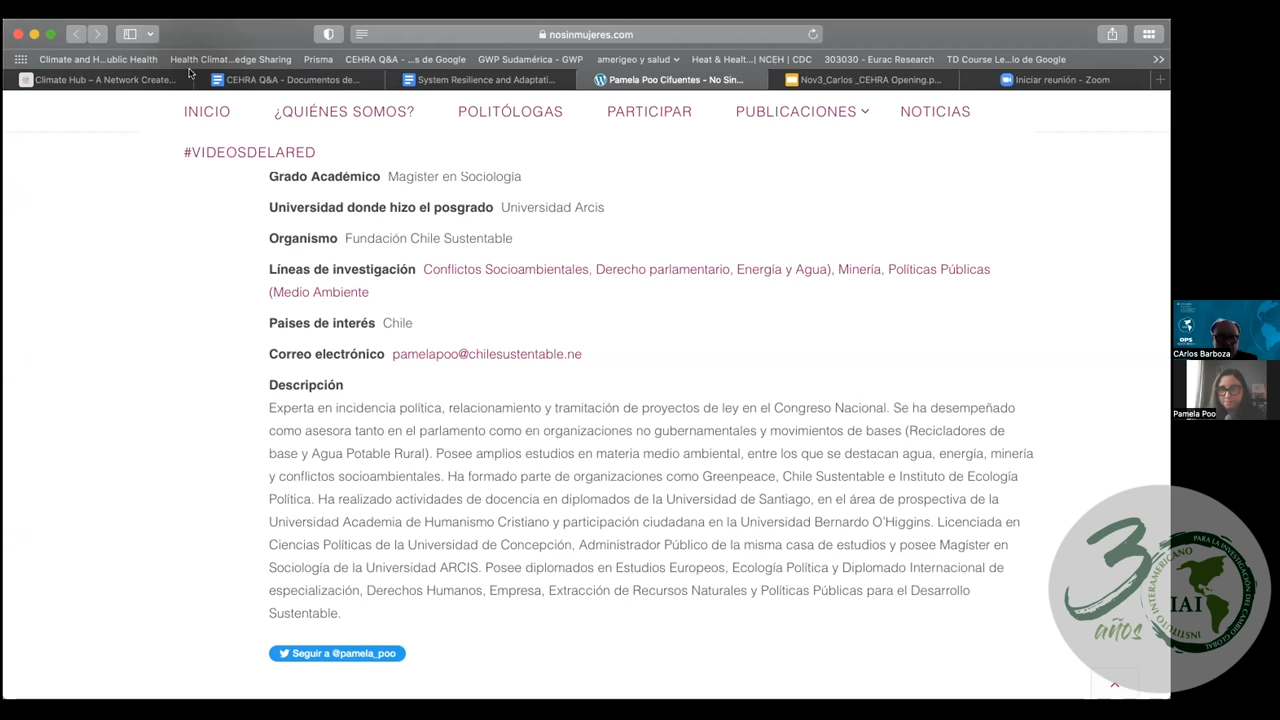 nosinmujeres.com
Climate and H...ublic Health
Health Climat...edge Sharing
Prisma
CEHRA Q&A - ...s de Google
GWP Sudamérica - GWP
amerigeo y salud
Heat & Healt... | NCEH | CDC
303030 - Eurac Research
TD Course Le...lo de Google
Climate Hub – A Network Create...
CEHRA Q&A - Documentos de...
System Resilience and Adaptati...
Pamela Poo Cifuentes - No Sin...
Nov3_Carlos _CEHRA Opening.p...
Iniciar reunión - Zoom
INICIO
¿QUIÉNES SOMOS?
POLITÓLOGAS
PARTICIPAR
PUBLICACIONES
NOTICIAS
#VIDEOSDELARED
Grado Académico Magister en Sociología
Universidad donde hizo el posgrado Universidad Arcis
Organismo Fundación Chile Sustentable
Líneas de investigación Conflictos Socioambientales, Derecho parlamentario, Energía y Agua), Minería, Políticas Públicas
(Medio Ambiente
Paises de interés Chile
Correo electrónico pamelapoo@chilesustentable.ne
Descripción
Experta en incidencia política, relacionamiento y tramitación de proyectos de ley en el Congreso Nacional. Se ha desempeñado
como asesora tanto en el parlamento como en organizaciones no gubernamentales y movimientos de bases (Recicladores de
base y Agua Potable Rural). Posee amplios estudios en materia medio ambiental, entre los que se destacan agua, energía, minería
y conflictos socioambientales. Ha formado parte de organizaciones como Greenpeace, Chile Sustentable e Instituto de Ecología
Política. Ha realizado actividades de docencia en diplomados de la Universidad de Santiago, en el área de prospectiva de la
Universidad Academia de Humanismo Cristiano y participación ciudadana en la Universidad Bernardo O'Higgins. Licenciada en
Ciencias Políticas de la Universidad de Concepción, Administrador Público de la misma casa de estudios y posee Magíster en
Sociología de la Universidad ARCIS. Posee diplomados en Estudios Europeos, Ecología Política y Diplomado Internacional de
especialización, Derechos Humanos, Empresa, Extracción de Recursos Naturales y Políticas Públicas para el Desarrollo
Sustentable.
Seguir a @pamela_poo
OPS
CArlos Barboza
Pamela Poo
3
años
INSTITUTO INTERAMERICANO PARA LA INVESTIGACIÓN DEL CAMBIO GLOBAL
IAI